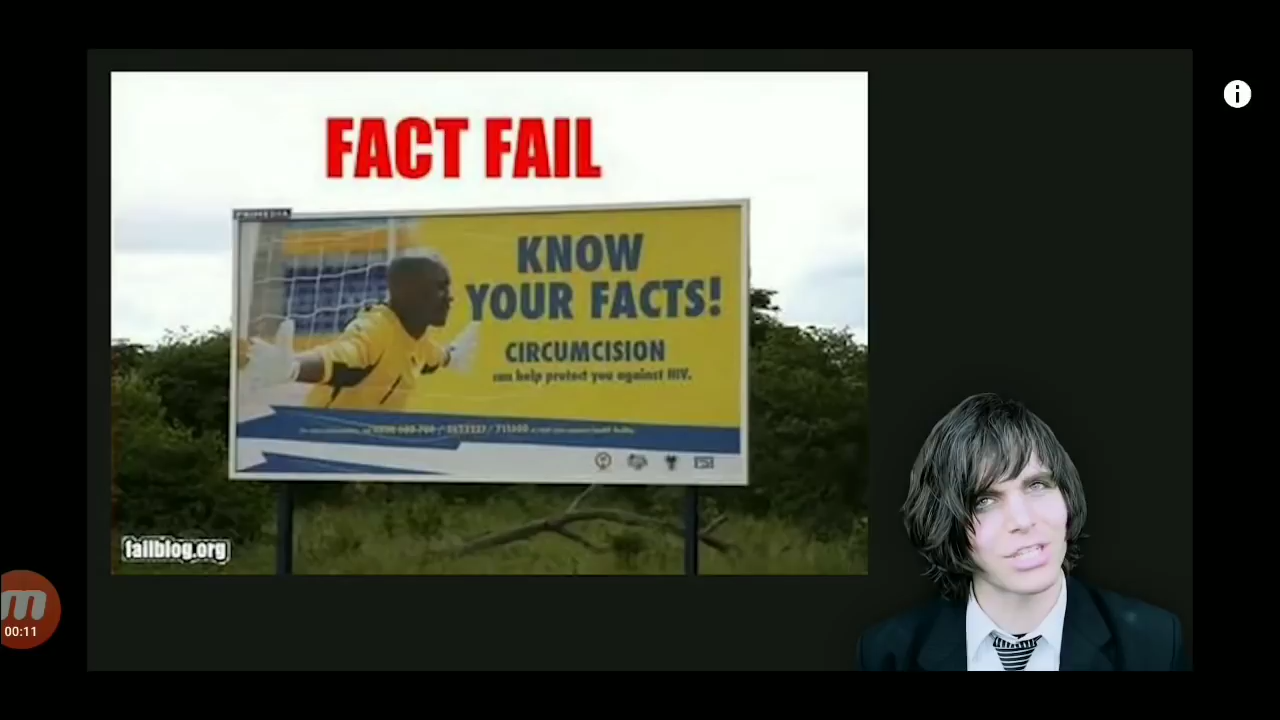 FACT FAIL
PRIMEDIA
KNOW
YOUR FACTS!
CIRCUMCISION
can help protect you against HIV.
failblog.org
00:11